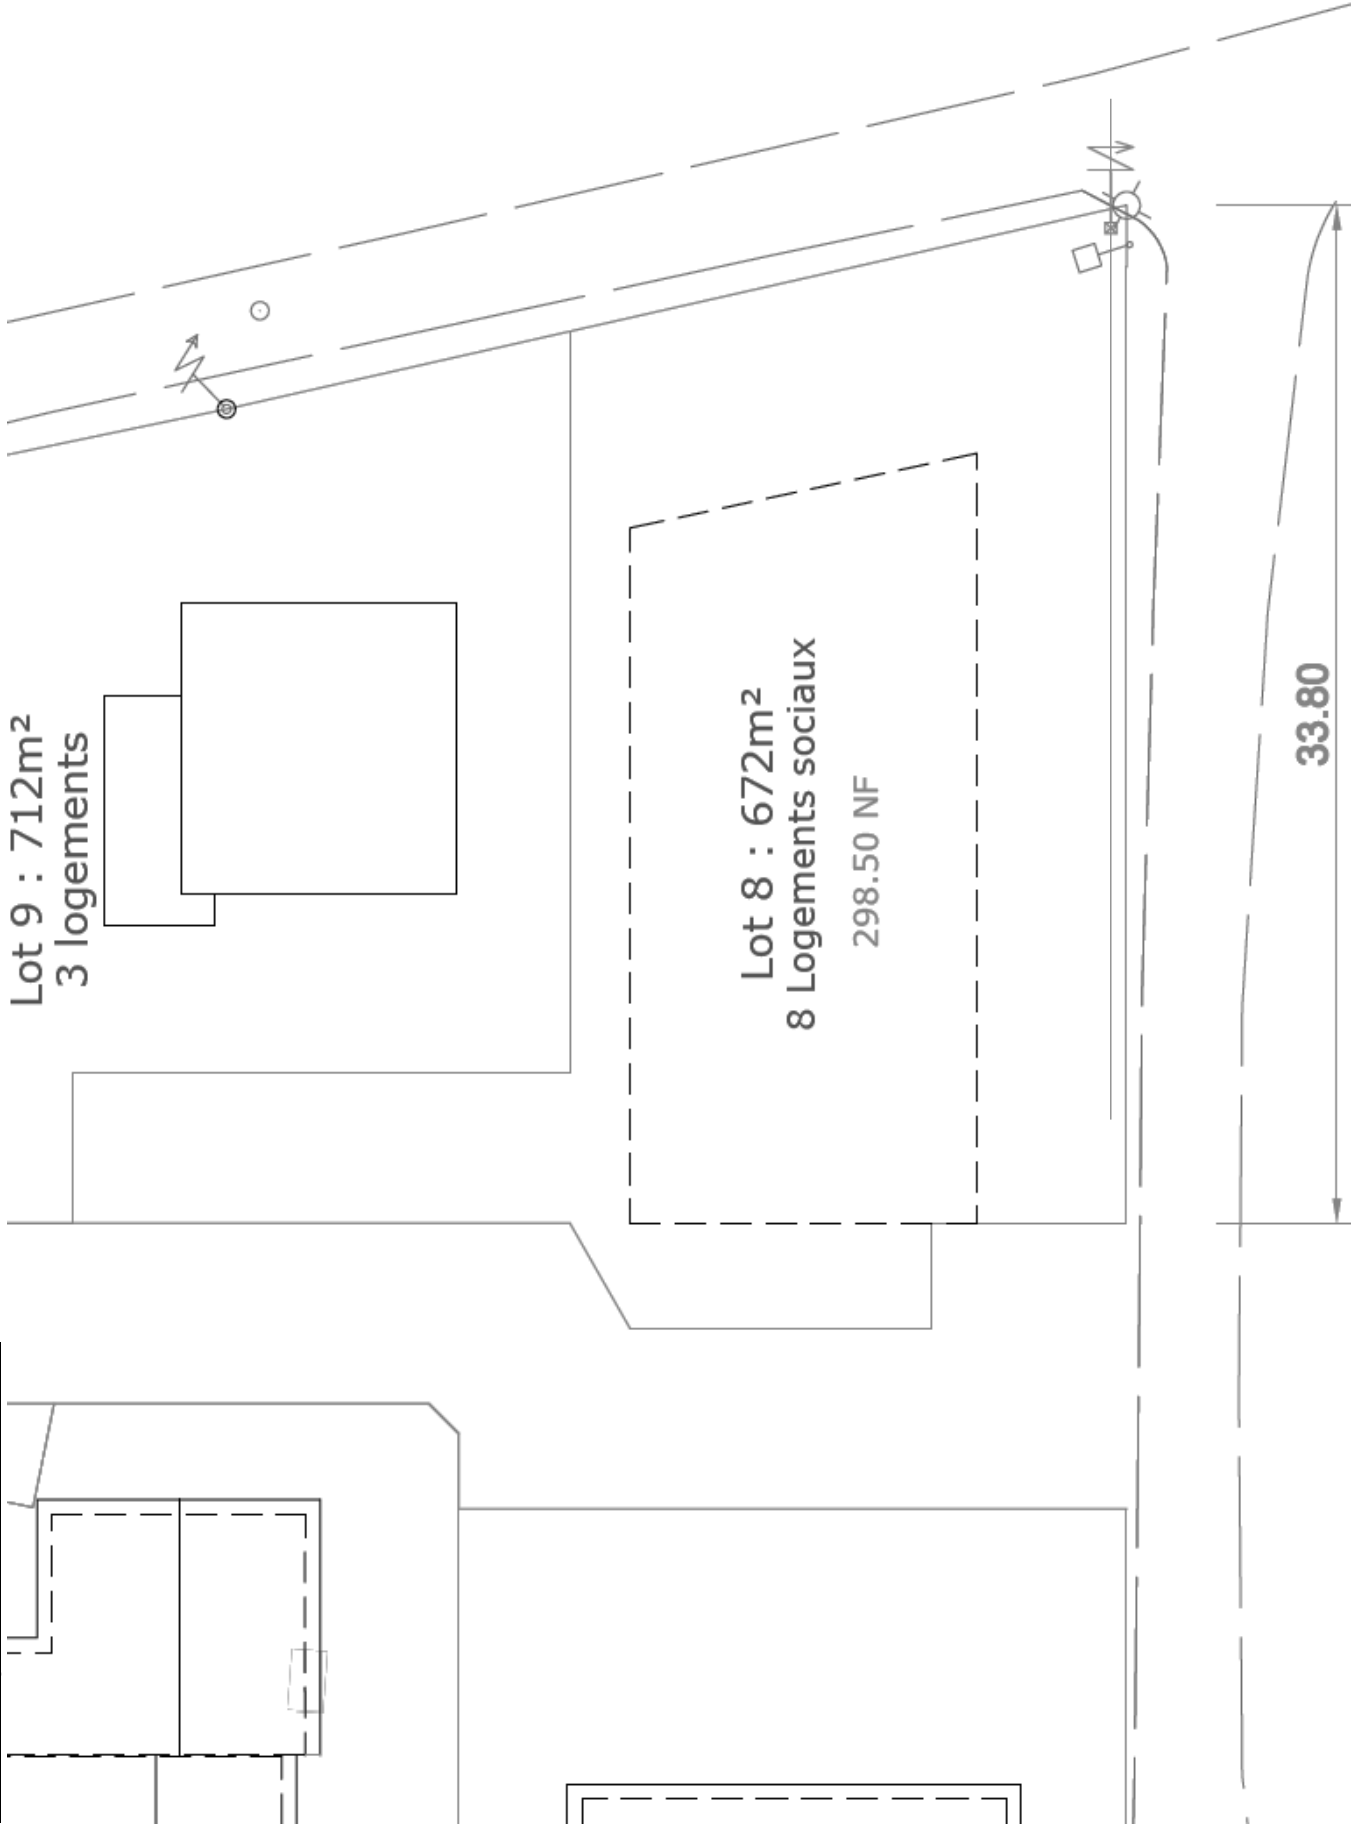 Lot 9 : 712m²
3 logements
Lot 8 : 672m²
8 Logements sociaux
298.50 NF
33.80